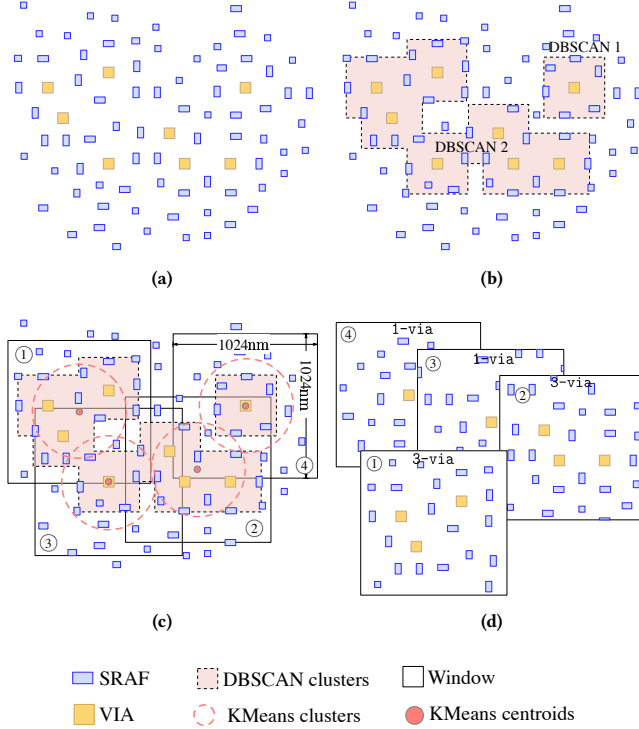 DBSCAN 1
DBSCAN 2
(a)
(b)
1
1024nm
1024nm
4
3
2
4
1-via
3
1-via
2
3-via
1
3-via
(c)
(d)
SRAF
DBSCAN clusters
Window
VIA
KMeans clusters
KMeans centroids